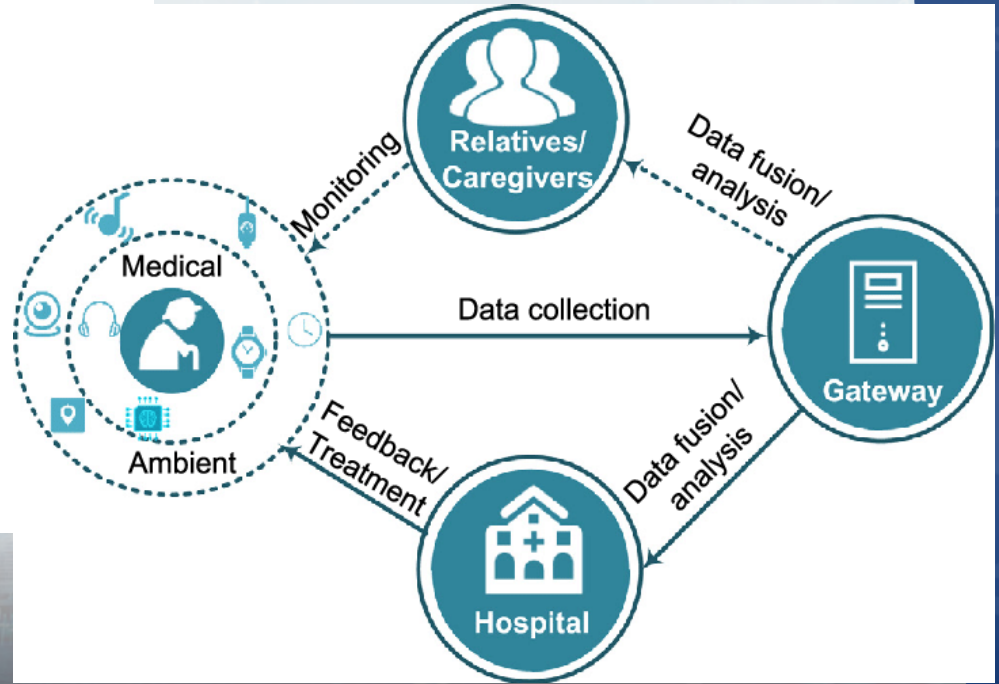 Relatives/
Caregivers
Data fusion/
analysis
Monitoring
Medical
Data collection
Gateway
Ambient
Feedback/
Treatment
Data fusion/
analysis
Hospital